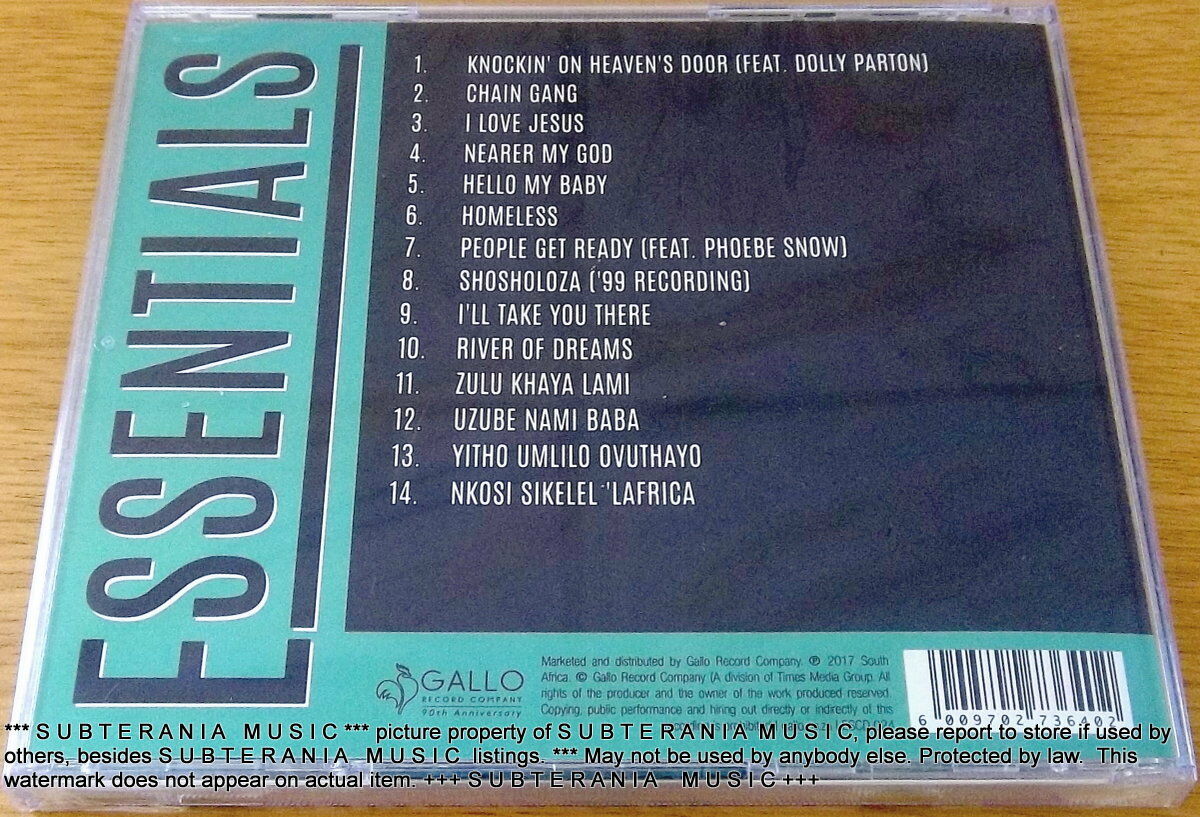 ESSENTIALS
1. KNOCKIN' ON HEAVEN'S DOOR (FEAT. DOLLY PARTON)
2. CHAIN GANG
3. I LOVE JESUS
4. NEARER MY GOD
5. HELLO MY BABY
6. HOMELESS
7. PEOPLE GET READY (FEAT. PHOEBE SNOW)
8. SHOSHOLOZA ('99 RECORDING)
9. I'LL TAKE YOU THERE
10. RIVER OF DREAMS
11. ZULU KHAYA LAMI
12. UZUBE NAMI BABA
13. YITHO UMLILO OVUTHAYO
14. NKOSI SIKELEL 'LAFRICA
GALLO
RECORD COMPANY
90th Anniversary
Marketed and distributed by Gallo Record Company. ℗ 2017 South
Africa. © Gallo Record Company (A division of Times Media Group. All
rights of the producer and the owner of the work produced reserved.
Copying, public performance and hiring out directly or indirectly of this
6 009702 736402
*** S U B T E R A N I A M U S I C *** picture property of S U B T E R A N I A M U S I C, please report to store if used by
others, besides S U B T E R A N I A M U S I C listings. *** May not be used by anybody else. Protected by law. This
watermark does not appear on actual item. +++ S U B T E R A N I A M U S I C +++